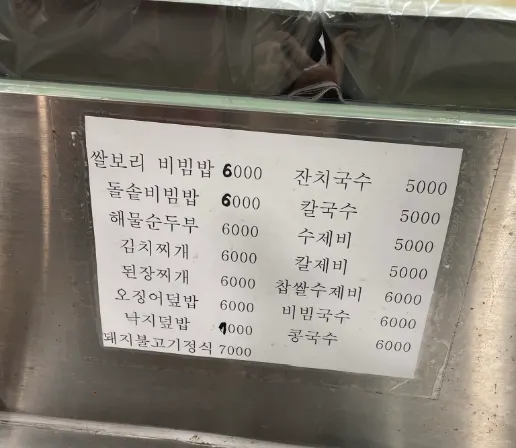 쌀보리 비빔밥 6000
돌솥비빔밥 6000
해물순두부 6000
김치찌개 6000
된장찌개 6000
오징어덮밥 6000
낙지덮밥 7000
돼지불고기정식 7000
잔치국수 5000
칼국수 5000
수제비 5000
칼제비 5000
찹쌀수제비 6000
비빔국수 6000
콩국수 6000